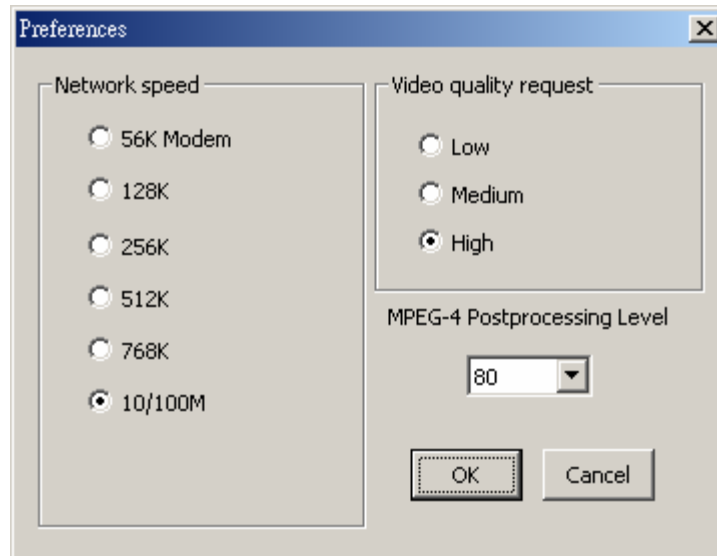 Preferences
Network speed
56K Modem
128K
256K
512K
768K
10/100M
Video quality request
Low
Medium
High
MPEG-4 Postprocessing Level
80
OK
Cancel